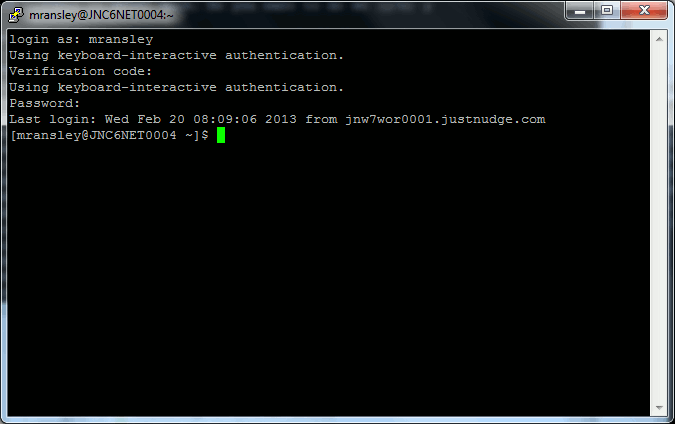 mransley@JNC6NET0004:~
login as: mransley
Using keyboard-interactive authentication.
Verification code:
Using keyboard-interactive authentication.
Password:
Last login: Wed Feb 20 08:09:06 2013 from jnw7wor0001.justnudge.com
[mransley@JNC6NET0004 ~]$